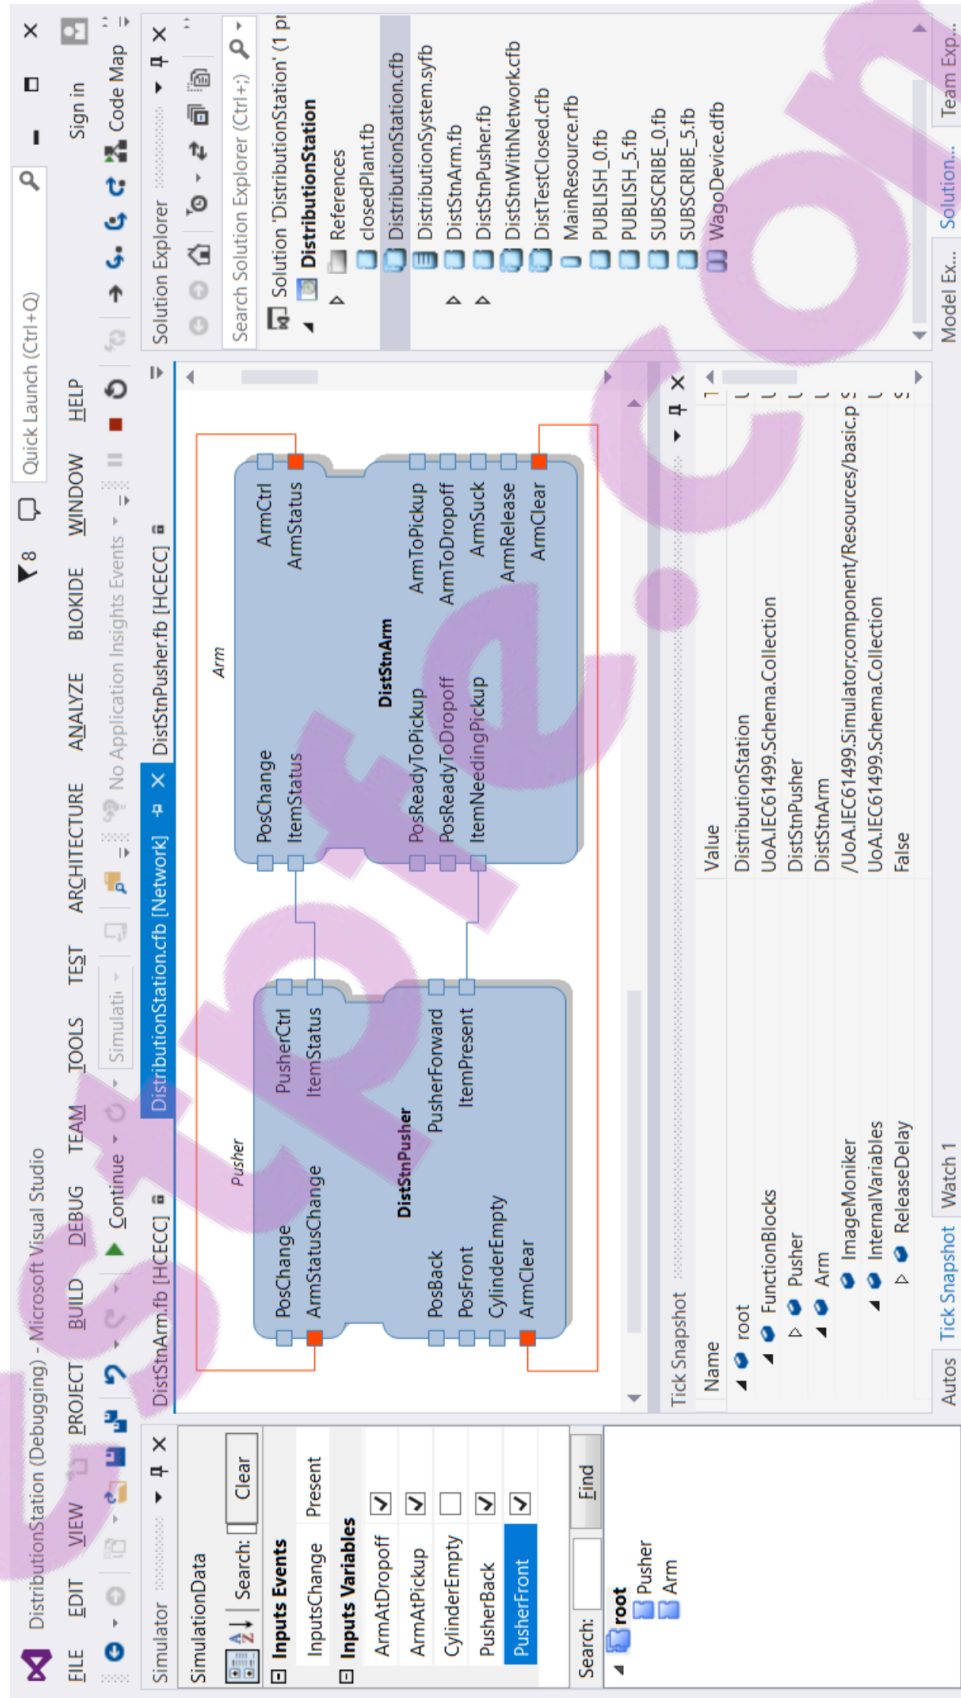 DistributionStation (Debugging) - Microsoft Visual Studio
8
Quick Launch (Ctrl+Q)
FILE EDIT VIEW PROJECT BUILD DEBUG TEAM TOOLS TEST ARCHITECTURE ANALYZE BLOKIDE WINDOW HELP Sign in
Continue Simulati No Application Insights Events Code Map
Simulator
SimulationData
Search: Clear
Inputs Events
InputsChange Present
Inputs Variables
ArmAtDropoff
ArmAtPickup
CylinderEmpty
PusherBack
PusherFront
Search: Find
root
Pusher
Arm
DistStnArm.fb [HCECC] DistributionStation.cfb [Network] DistStnPusher.fb [HCECC]
Pusher
PosChange
ArmStatusChange
PusherCtrl
ItemStatus
DistStnPusher
PosBack
PosFront
CylinderEmpty
ArmClear
PusherForward
ItemPresent
Arm
PosChange
ItemStatus
ArmCtrl
ArmStatus
DistStnArm
PosReadyToPickup
PosReadyToDropoff
ItemNeedingPickup
ArmToPickup
ArmToDropoff
ArmSuck
ArmRelease
ArmClear
Tick Snapshot
Name Value
root DistributionStation
FunctionBlocks UoA.IEC61499.Schema.Collection
Pusher DistStnPusher
Arm DistStnArm
ImageMoniker /UoA.IEC61499.Simulator;component/Resources/basic.p
InternalVariables UoA.IEC61499.Schema.Collection
ReleaseDelay False
Autos Tick Snapshot Watch 1
Solution Explorer
Search Solution Explorer (Ctrl+;)
Solution "DistributionStation" (1 pr
DistributionStation
References
closedPlant.fb
DistributionStation.cfb
DistributionSystem.syfb
DistStnArm.fb
DistStnPusher.fb
DistStnWithNetwork.cfb
DistTestClosed.cfb
MainResource.rfb
PUBLISH_0.fb
PUBLISH_5.fb
SUBSCRIBE_0.fb
SUBSCRIBE_5.fb
WagoDevice.dfb
Model Ex... Solution... Team Exp...